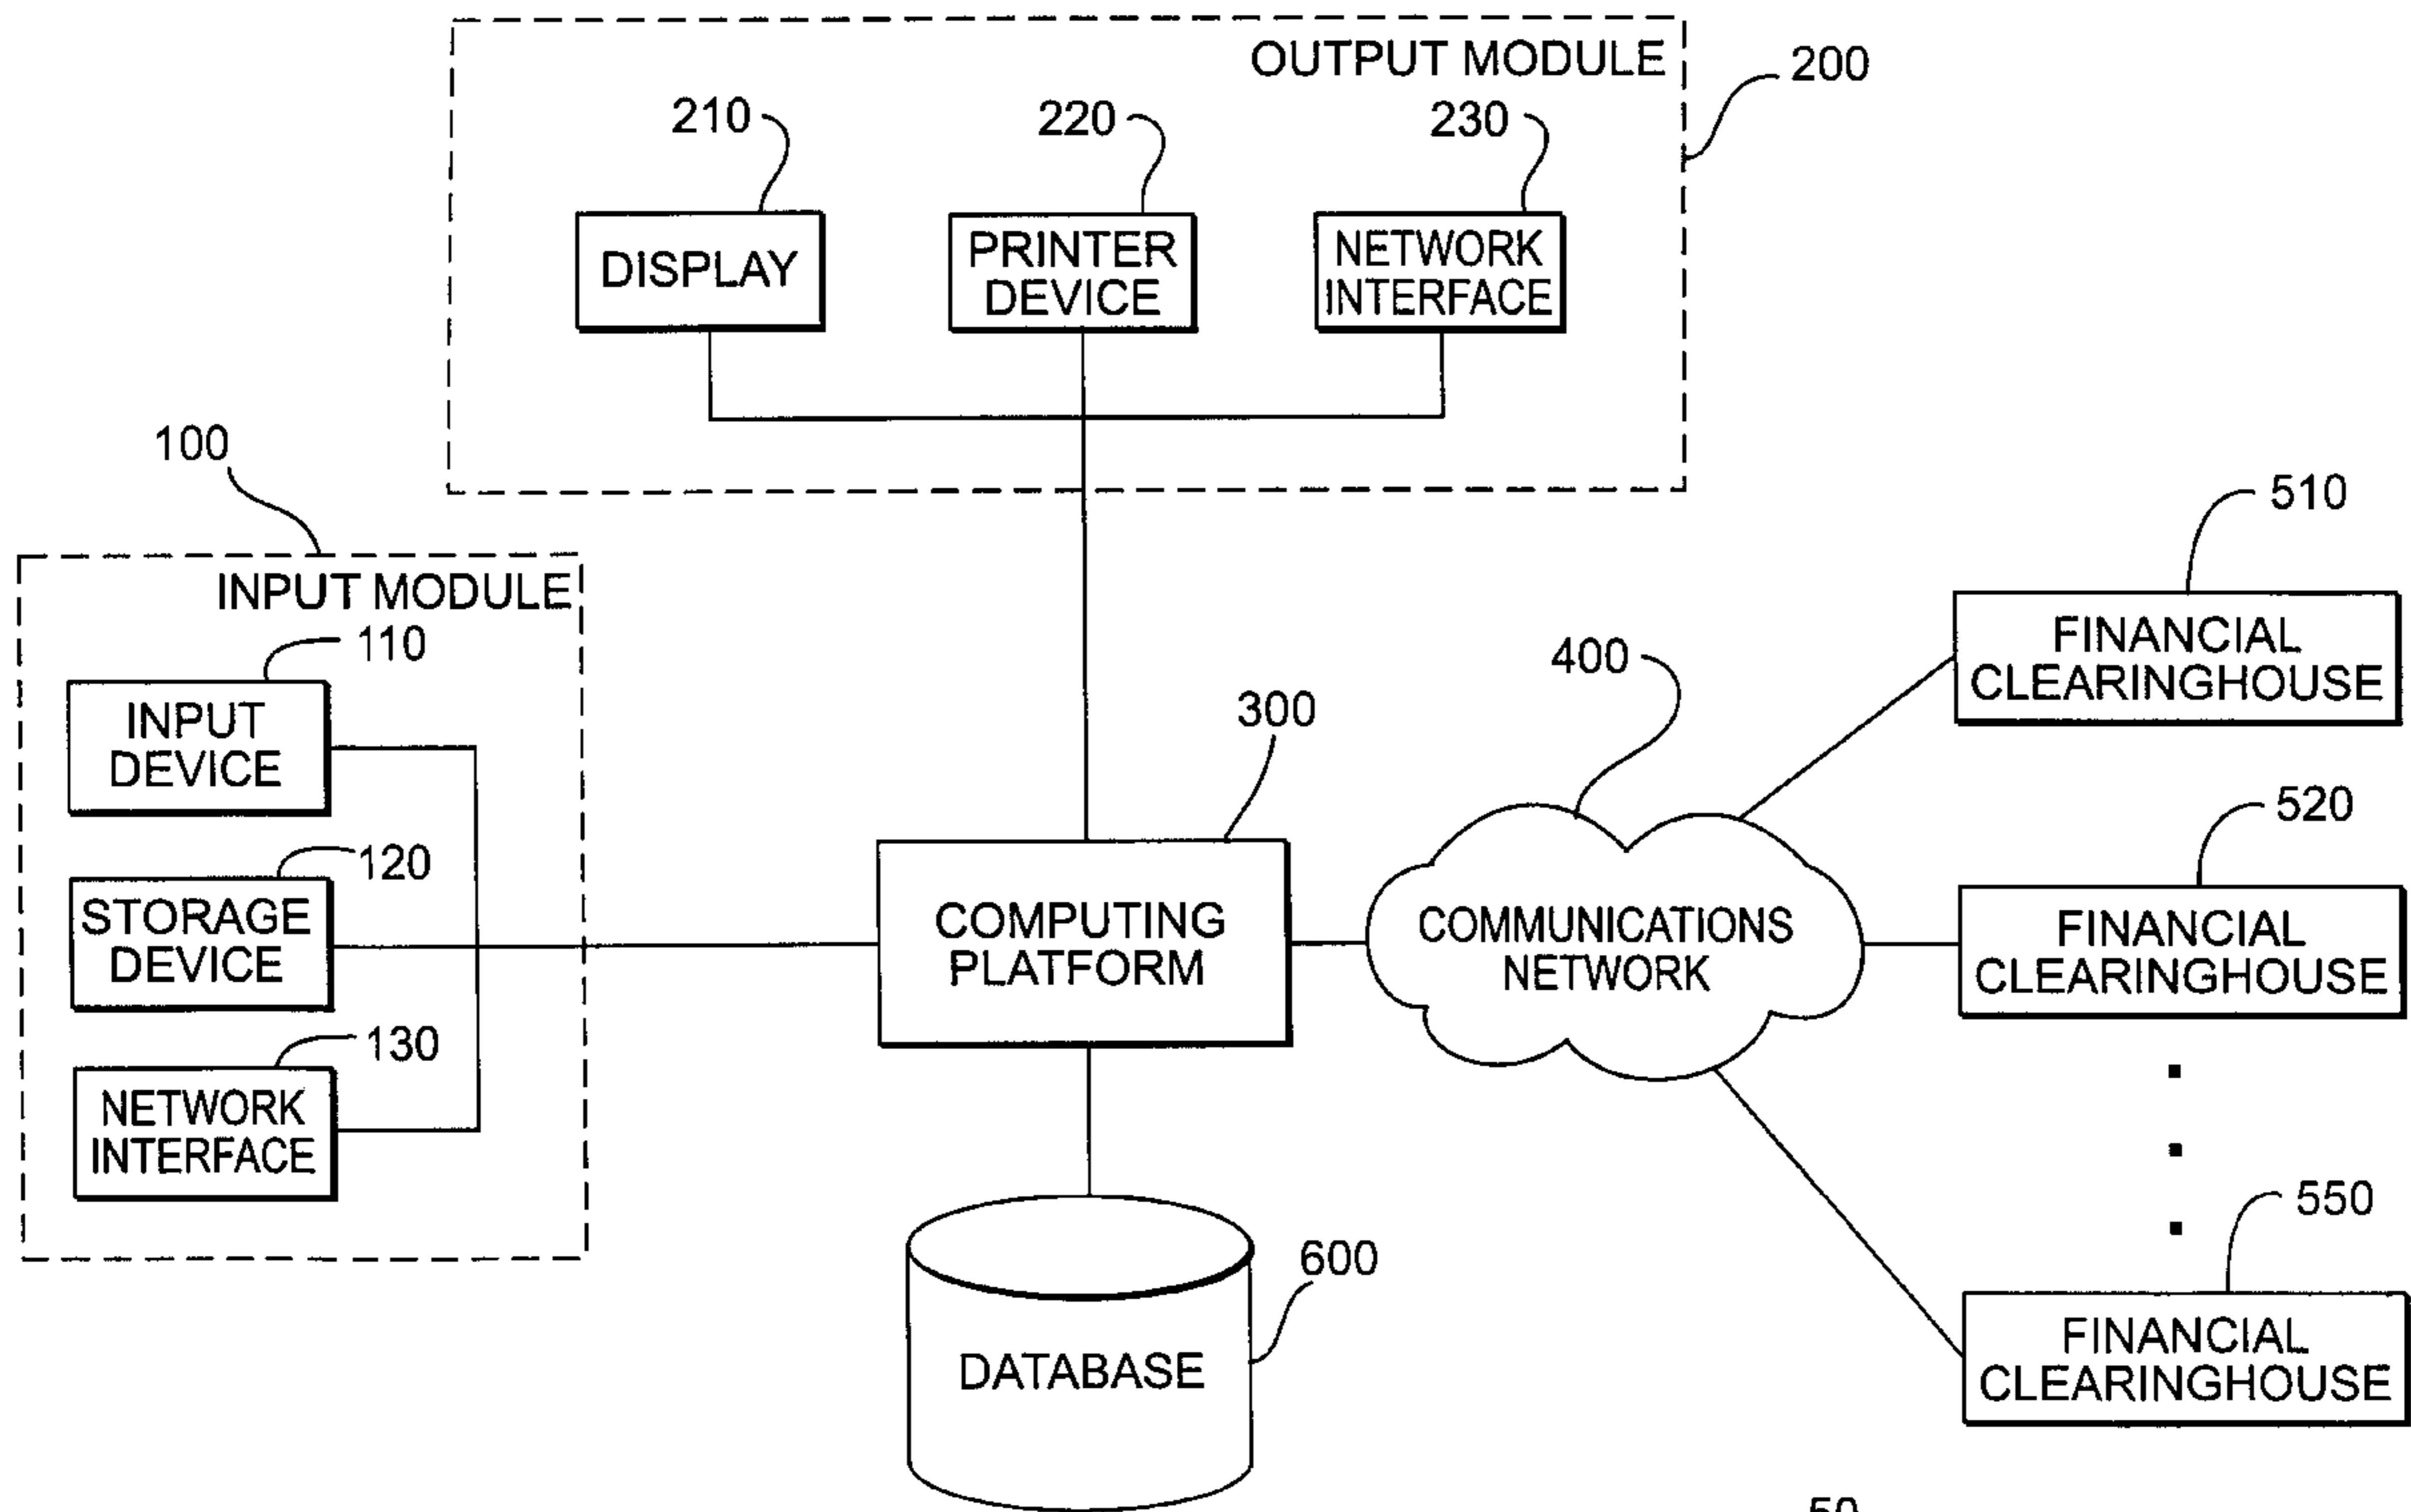 OUTPUT MODULE
200
210
220
230
DISPLAY
PRINTER
DEVICE
NETWORK
INTERFACE
100
INPUT MODULE
110
INPUT
DEVICE
120
STORAGE
DEVICE
130
NETWORK
INTERFACE
300
COMPUTING
PLATFORM
400
COMMUNICATIONS
NETWORK
510
FINANCIAL
CLEARINGHOUSE
520
FINANCIAL
CLEARINGHOUSE
550
FINANCIAL
CLEARINGHOUSE
600
DATABASE
50